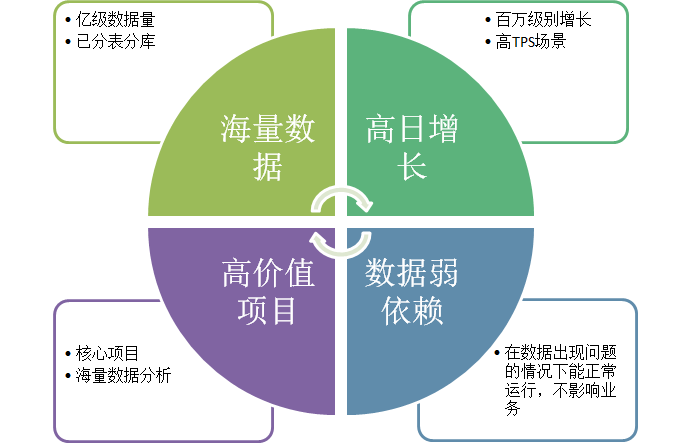 • 亿级数据量
• 已分表分库
• 百万级别增长
• 高TPS场景
海量数
据
高日增
长
高价值
项目
数据弱
依赖
• 核心项目
• 海量数据分析
• 在数据出现问题
的情况下能正常
运行，不影响业
务